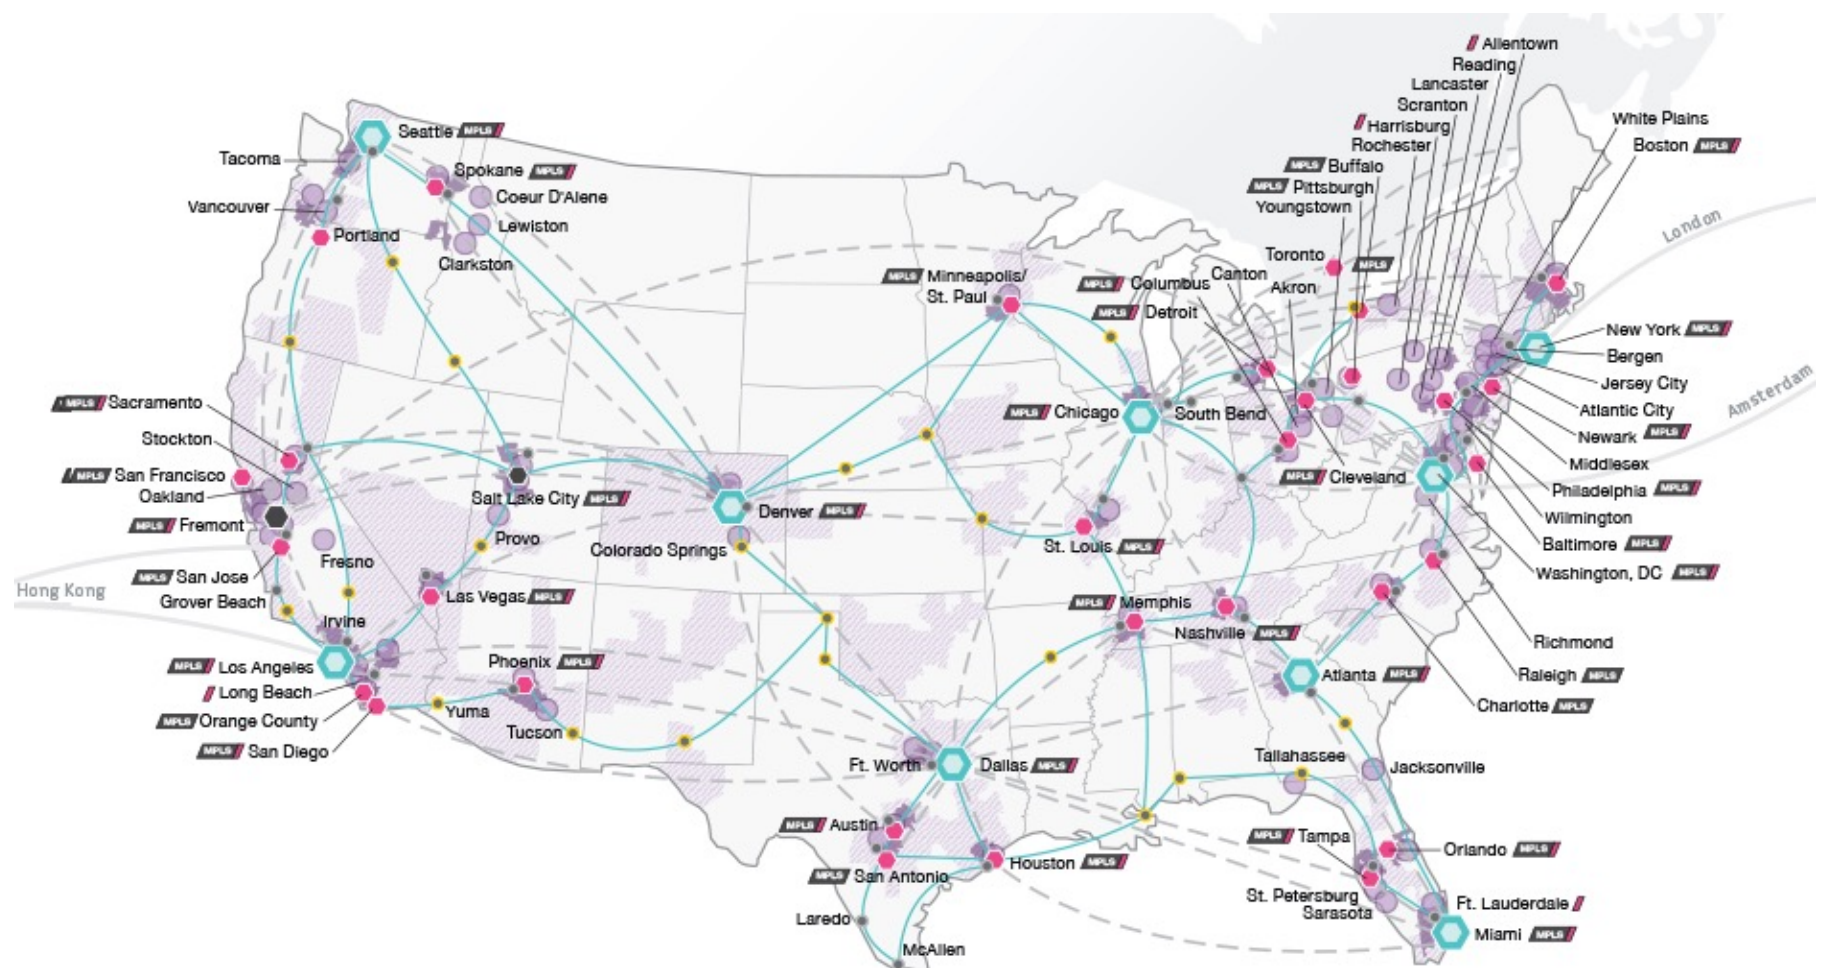 Allentown
Reading
Lancaster
Scranton
Harrisburg
Rochester
MPLS Buffalo
MPLS Pittsburgh
Youngstown
White Plains
Boston MPLS
London
Seattle MPLS
Tacoma
Spokane MPLS
Coeur D'Alene
Vancouver
Lewiston
Portland
Clarkston
Toronto MPLS
MPLS Minneapolis/
St. Paul
MPLS Columbus
Canton
Akron
MPLS Detroit
New York MPLS
Bergen
Jersey City
Amsterdam
Atlantic City
Newark MPLS
Middlesex
Philadelphia MPLS
Wilmington
Baltimore MPLS
Washington, DC MPLS
MPLS Sacramento
Stockton
MPLS San Francisco
Oakland
MPLS Fremont
MPLS Chicago
South Bend
MPLS Cleveland
Salt Lake City MPLS
Denver MPLS
Provo
Colorado Springs
St. Louis MPLS
Fresno
MPLS San Jose
Grover Beach
Hong Kong
Las Vegas MPLS
Irvine
MPLS Memphis
Nashville MPLS
Richmond
Raleigh MPLS
Charlotte MPLS
MPLS Los Angeles
Long Beach
MPLS Orange County
MPLS San Diego
Phoenix MPLS
Yuma
Tucson
Atlanta MPLS
Ft. Worth
Dallas MPLS
Tallahassee
Jacksonville
MPLS Austin
MPLS San Antonio
Houston MPLS
MPLS Tampa
Orlando MPLS
St. Petersburg
Sarasota
Ft. Lauderdale
Miami MPLS
Laredo
McAllen